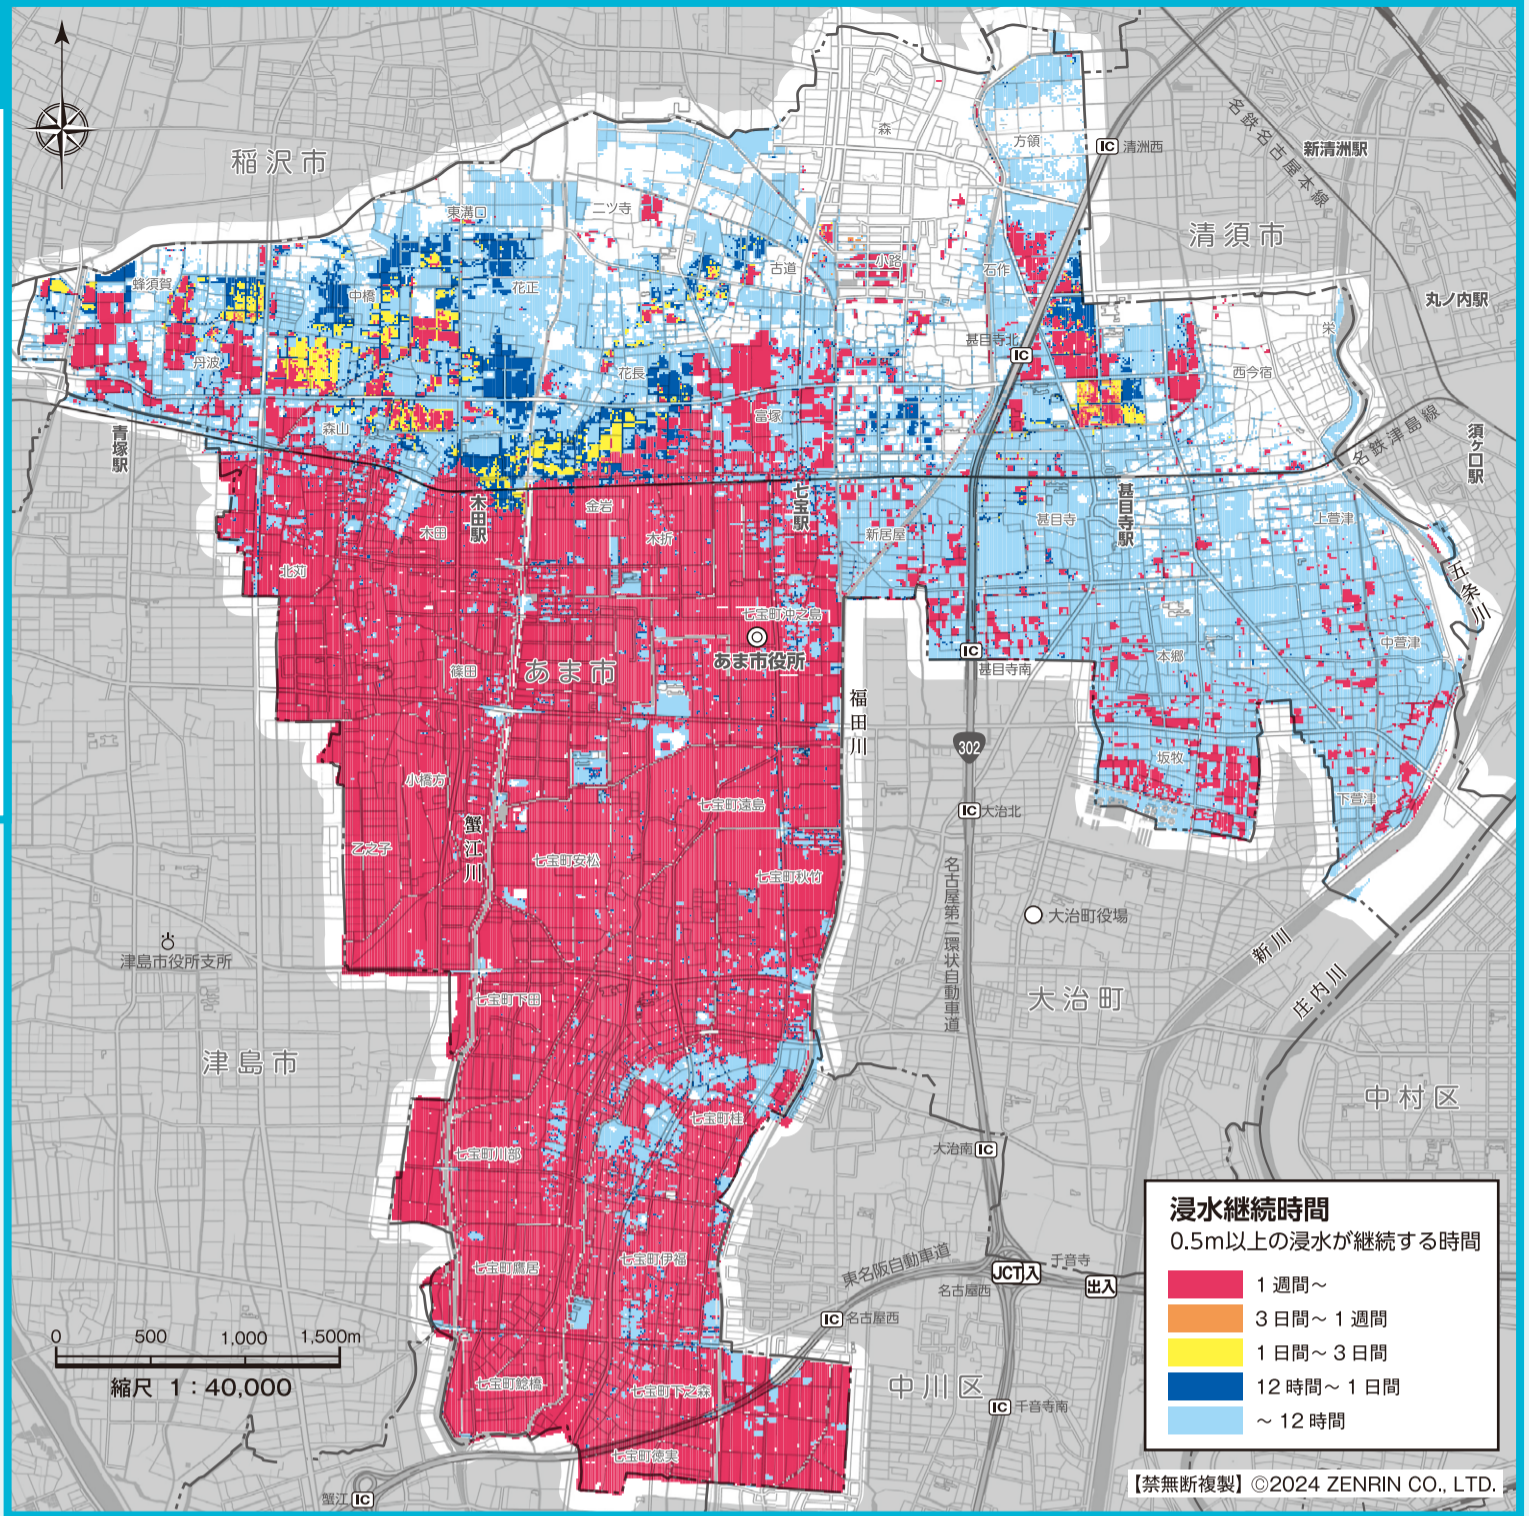 稲沢市
森
方領
IC 清洲西
新清洲駅
名鉄名古屋本線
清須市
東溝口
二ツ寺
蜂須賀
中橋
花正
古道
小路
石作
丸ノ内駅
栄
甚目寺北
IC
丹波
花長
西今宿
森山
富塚
名鉄津島線
須ヶ口駅
青塚駅
木田駅
七宝駅
甚目寺駅
金岩
木田
木折
新居屋
甚目寺
上萱津
五条川
北苅
七宝町沖之島
あま市役所
あま市
篠田
IC
甚目寺南
本郷
中萱津
福田川
302
坂牧
下萱津
小橋方
七宝町遠島
IC 大治北
蟹江川
乙之子
七宝町安松
七宝町秋竹
名古屋第二環状自動車道
大治町役場
津島市役所支所
新川
庄内川
大治町
七宝町下田
津島市
中村区
七宝町桂
七宝町川部
大治南 IC
七宝町伊福
七宝町鷹居
東名阪自動車道
千音寺
JCT 入
出入
名古屋西
IC 名古屋西
七宝町鯰橋
七宝町下之森
中川区
IC 千音寺南
七宝町徳実
蟹江 IC
0 500 1,000 1,500m
縮尺 1：40,000
浸水継続時間
0.5m以上の浸水が継続する時間
1 週間～
3 日間～ 1 週間
1 日間～ 3 日間
12 時間～ 1 日間
～ 12 時間
【禁無断複製】 ©2024 ZENRIN CO., LTD.